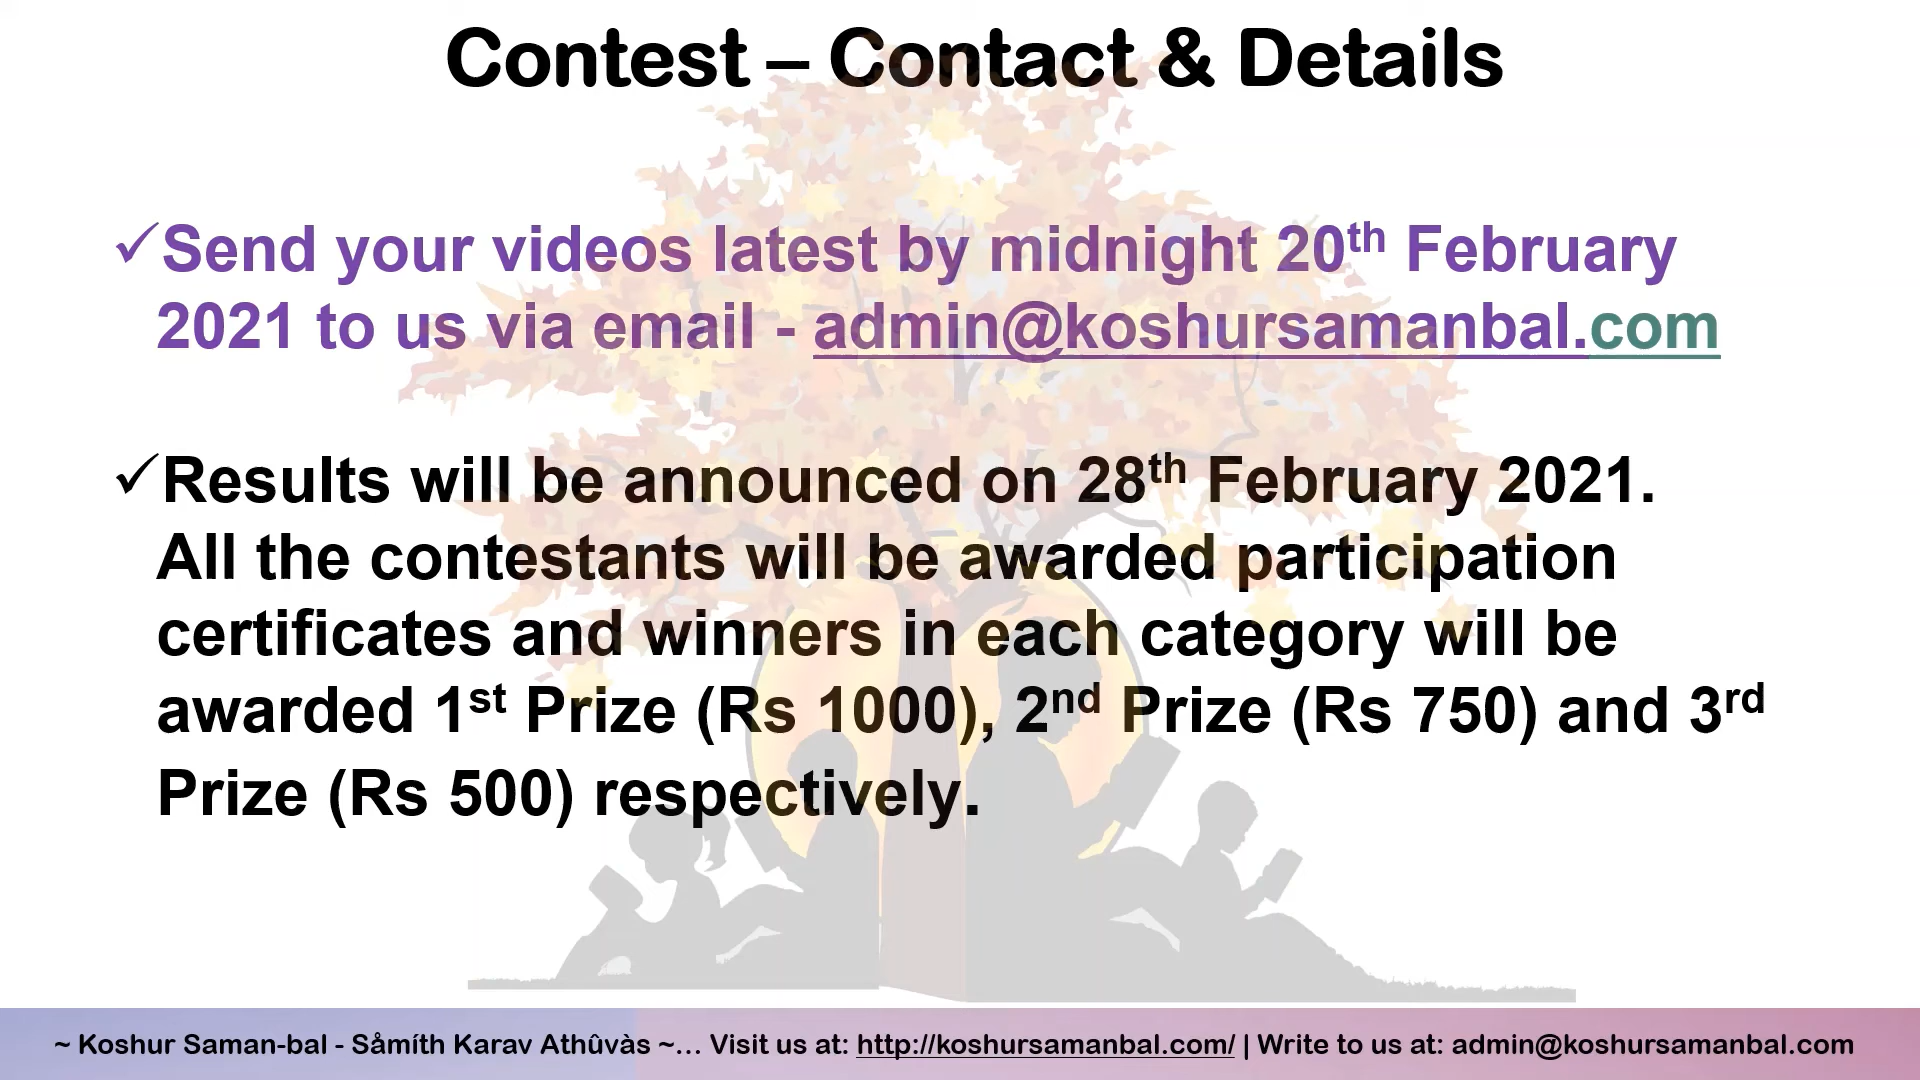 Contest – Contact & Details
✓Send your videos latest by midnight 20th February
2021 to us via email - admin@koshursamanbal.com
✓Results will be announced on 28th February 2021.
All the contestants will be awarded participation
certificates and winners in each category will be
awarded 1st Prize (Rs 1000), 2nd Prize (Rs 750) and 3rd
Prize (Rs 500) respectively.
~ Koshur Saman-bal - Såmíth Karav Athûvàs ~... Visit us at: http://koshursamanbal.com/ | Write to us at: admin@koshursamanbal.com